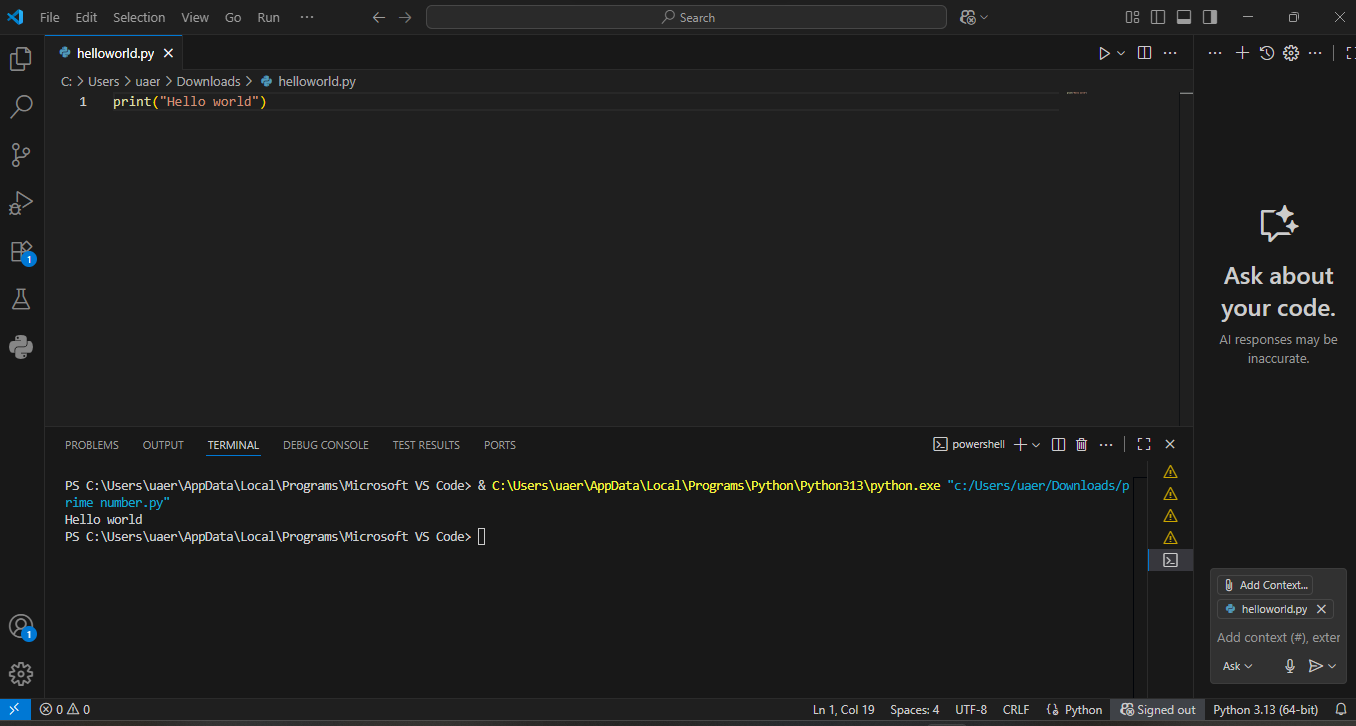 File Edit Selection View Go Run ···
Search
helloworld.py
C: > Users > uaer > Downloads > helloworld.py
1 print("Hello world")
Ask about
your code.
AI responses may be
inaccurate.
PROBLEMS OUTPUT TERMINAL DEBUG CONSOLE TEST RESULTS PORTS
powershell
PS C:\Users\uaer\AppData\Local\Programs\Microsoft VS Code> & C:\Users\uaer\AppData\Local\Programs\Python\Python313\python.exe "c:/Users/uaer/Downloads/p
rime number.py"
Hello world
PS C:\Users\uaer\AppData\Local\Programs\Microsoft VS Code>
1
1
Add Context...
helloworld.py
Add context (#), exter
Ask
0 0
Ln 1, Col 19 Spaces: 4 UTF-8 CRLF {} Python Signed out Python 3.13 (64-bit)